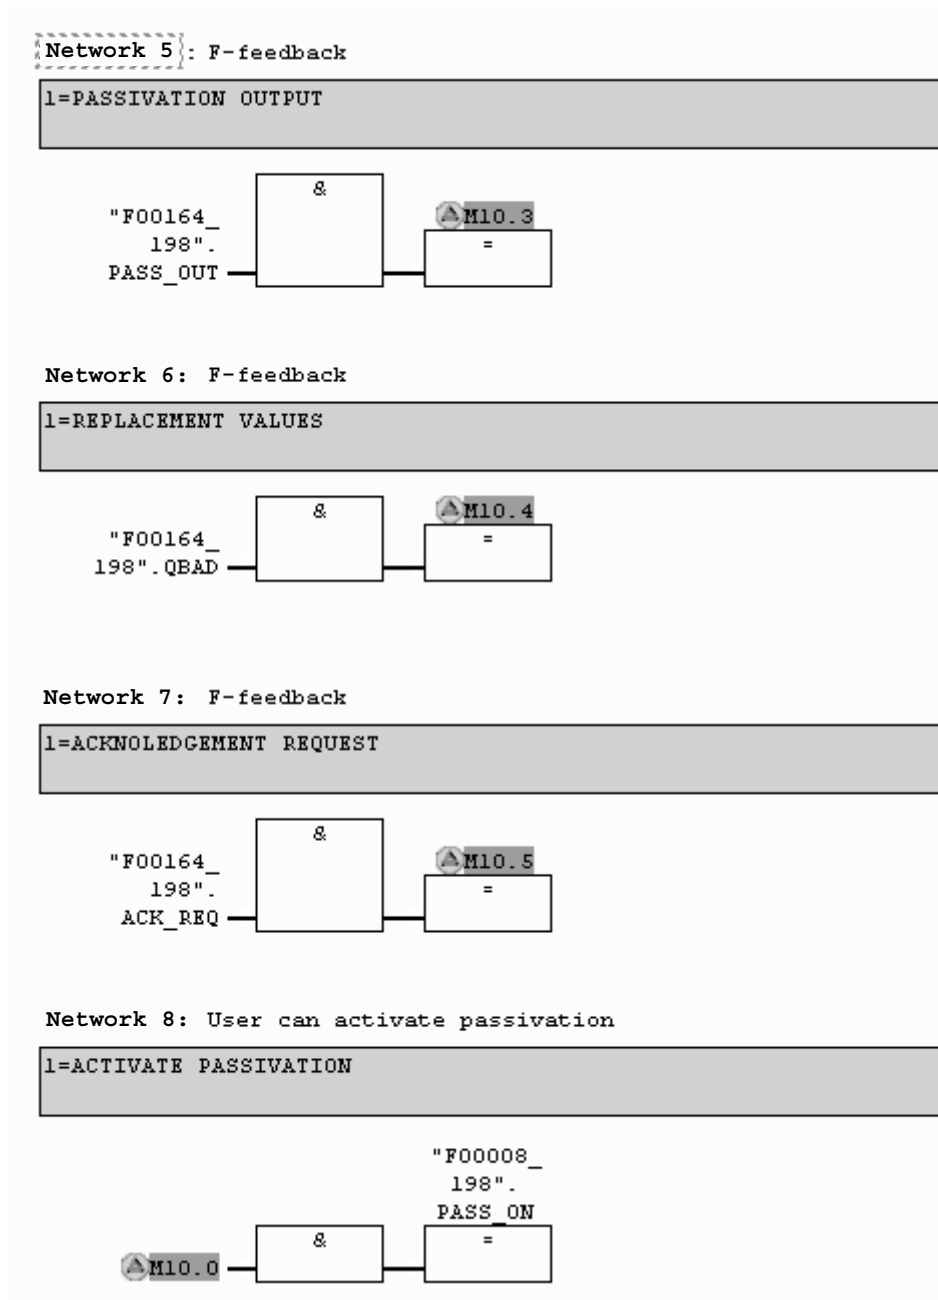 Network 5: F-feedback
1=PASSIVATION OUTPUT
&
"F00164_
198".
PASS_OUT
M10.3
=
Network 6: F-feedback
1=REPLACEMENT VALUES
&
"F00164_
198".QBAD
M10.4
=
Network 7: F-feedback
1=ACKNOLEDGEMENT REQUEST
&
"F00164_
198".
ACK_REQ
M10.5
=
Network 8: User can activate passivation
1=ACTIVATE PASSIVATION
"F00008_
198".
PASS_ON
&
=
M10.0